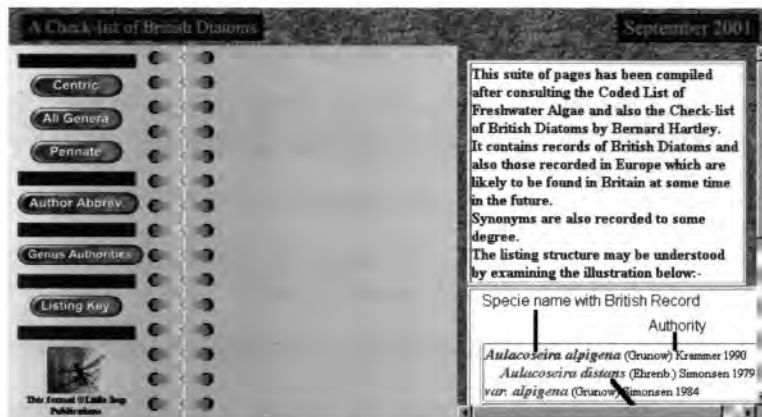 A Check-list of British Diatoms
September 2001
Centric
All Genera
Pennate
Author Abbrev.
Genus Authorities
Listing Key
This format ©Little Imp
Publications
This suite of pages has been compiled
after consulting the Coded List of
Freshwater Algae and also the Check-list
of British Diatoms by Bernard Hartley.
It contains records of British Diatoms and
also those recorded in Europe which are
likely to be found in Britain at some time
in the future.
Synonyms are also recorded to some
degree.
The listing structure may be understood
by examining the illustration below:-
Specie name with British Record
Authority
Aulacoseira alpigena (Grunow) Krammer 1990
Aulacoseira distans (Ehrenb.) Simonsen 1979
var. alpigena (Grunow) Simonsen 1984